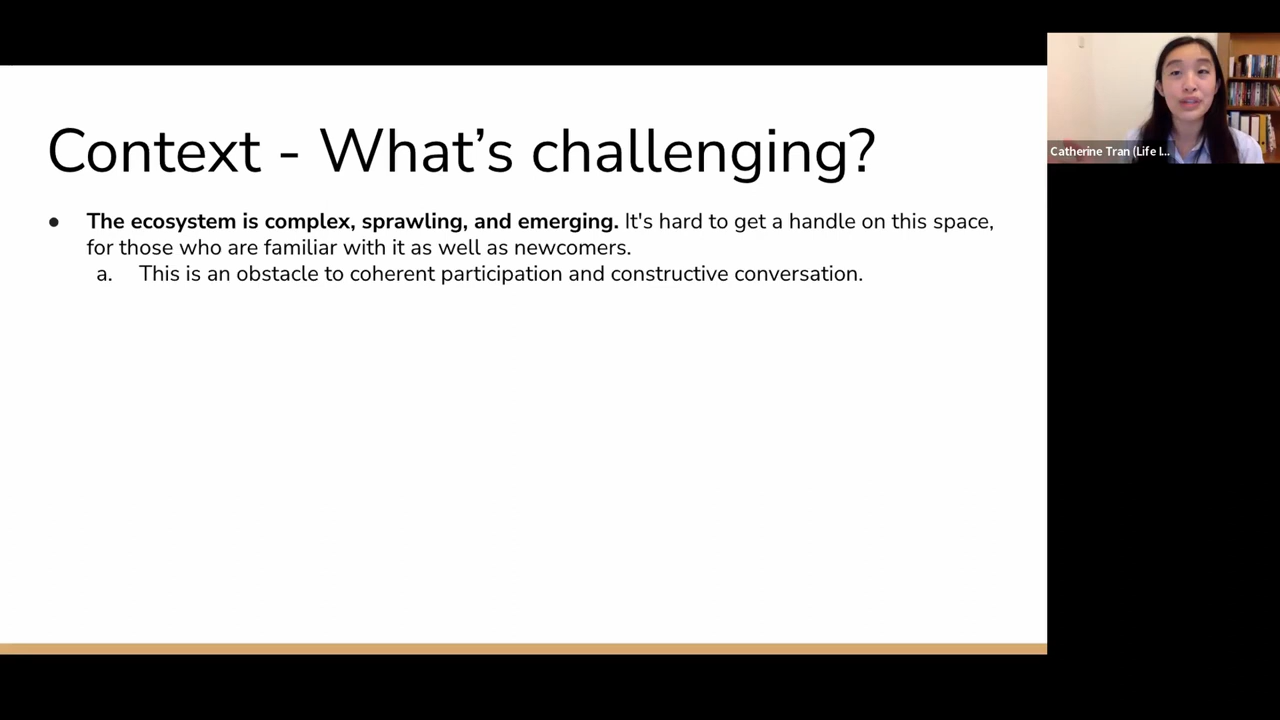 Context - What’s challenging?
● The ecosystem is complex, sprawling, and emerging. It's hard to get a handle on this space,
for those who are familiar with it as well as newcomers.
a. This is an obstacle to coherent participation and constructive conversation.
Catherine Tran (Life I...